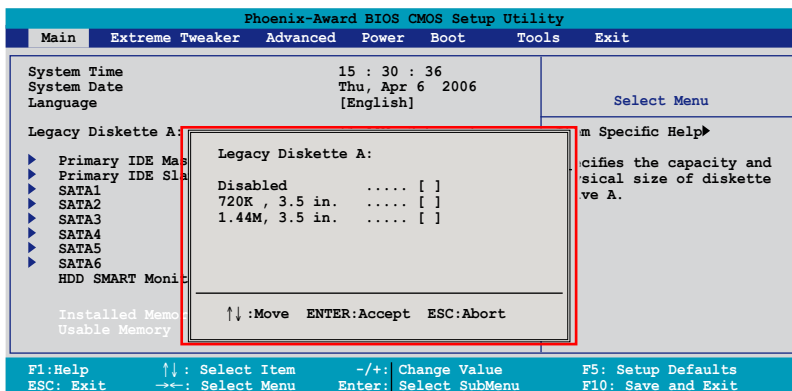 Phoenix-Award BIOS CMOS Setup Utility
Main Extreme Tweaker Advanced Power Boot Tools Exit
System Time 15 : 30 : 36
System Date Thu, Apr 6 2006
Language [English]
Legacy Diskette A:
Primary IDE Mas
Primary IDE Sla
SATA1
SATA2
SATA3
SATA4
SATA5
SATA6
HDD SMART Monit
Installed Memo
Usable Memory
Legacy Diskette A:
Disabled ..... [ ]
720K , 3.5 in. ..... [ ]
1.44M, 3.5 in. ..... [ ]
↑↓ :Move ENTER:Accept ESC:Abort
Select Menu
m Specific Help
ecifies the capacity and
sical size of diskette
ve A.
F1:Help ↑↓ : Select Item -/+: Change Value F5: Setup Defaults
ESC: Exit →←: Select Menu Enter: Select SubMenu F10: Save and Exit